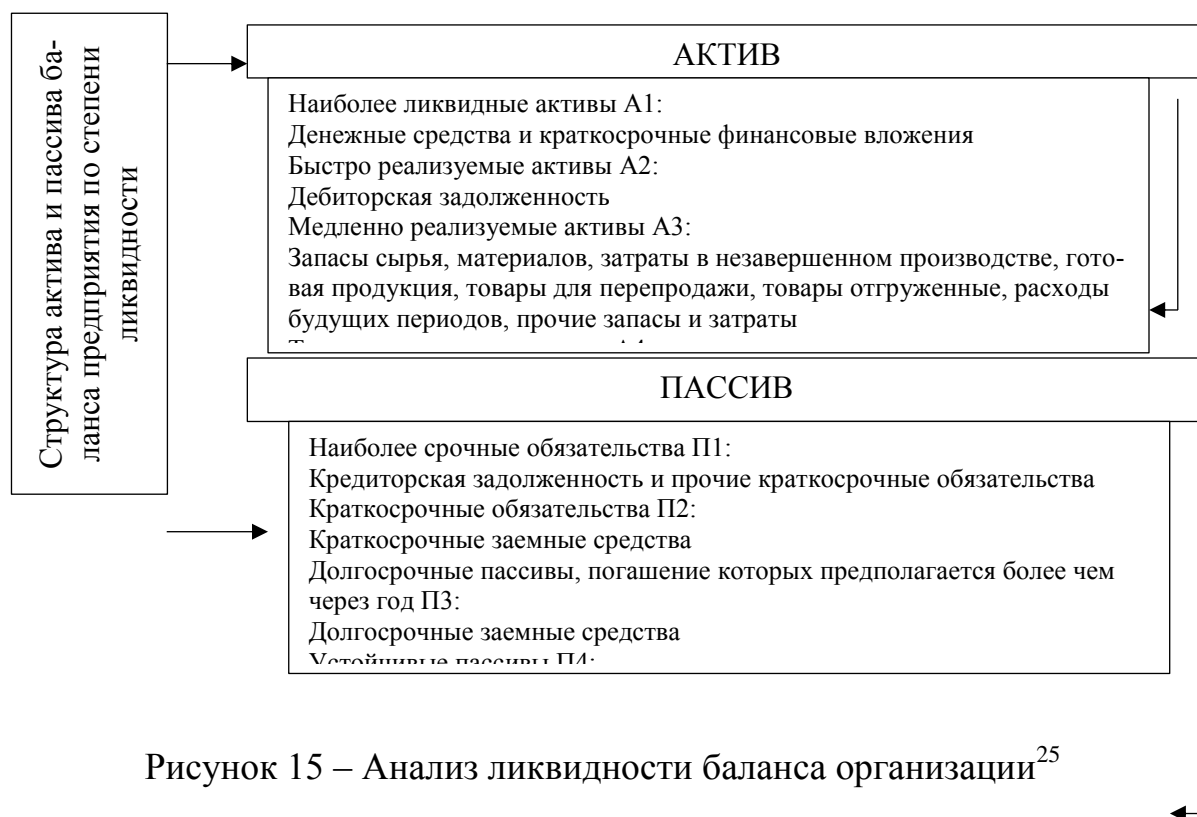 Структура актива и пассива ба-
ланса предприятия по степени
ликвидности
АКТИВ
Наиболее ликвидные активы А1:
Денежные средства и краткосрочные финансовые вложения
Быстро реализуемые активы А2:
Дебиторская задолженность
Медленно реализуемые активы А3:
Запасы сырья, материалов, затраты в незавершенном производстве, гото-
вая продукция, товары для перепродажи, товары отгруженные, расходы
будущих периодов, прочие запасы и затраты
ПАССИВ
Наиболее срочные обязательства П1:
Кредиторская задолженность и прочие краткосрочные обязательства
Краткосрочные обязательства П2:
Краткосрочные заемные средства
Долгосрочные пассивы, погашение которых предполагается более чем
через год П3:
Долгосрочные заемные средства
Устойчивые пассивы П4:
Рисунок 15 – Анализ ликвидности баланса организации25